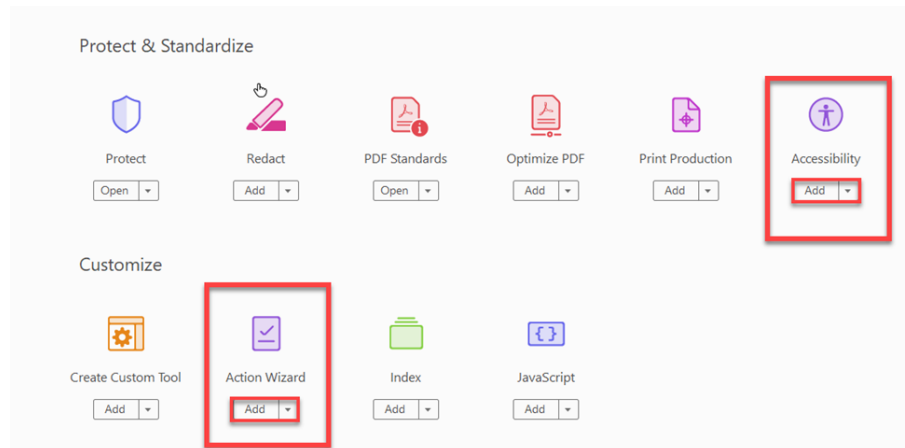 Protect & Standardize
Protect Redact PDF Standards Optimize PDF Print Production Accessibility
Open Add Open Add Add Add
Customize
Create Custom Tool Action Wizard Index JavaScript
{ }
Add Add Add Add